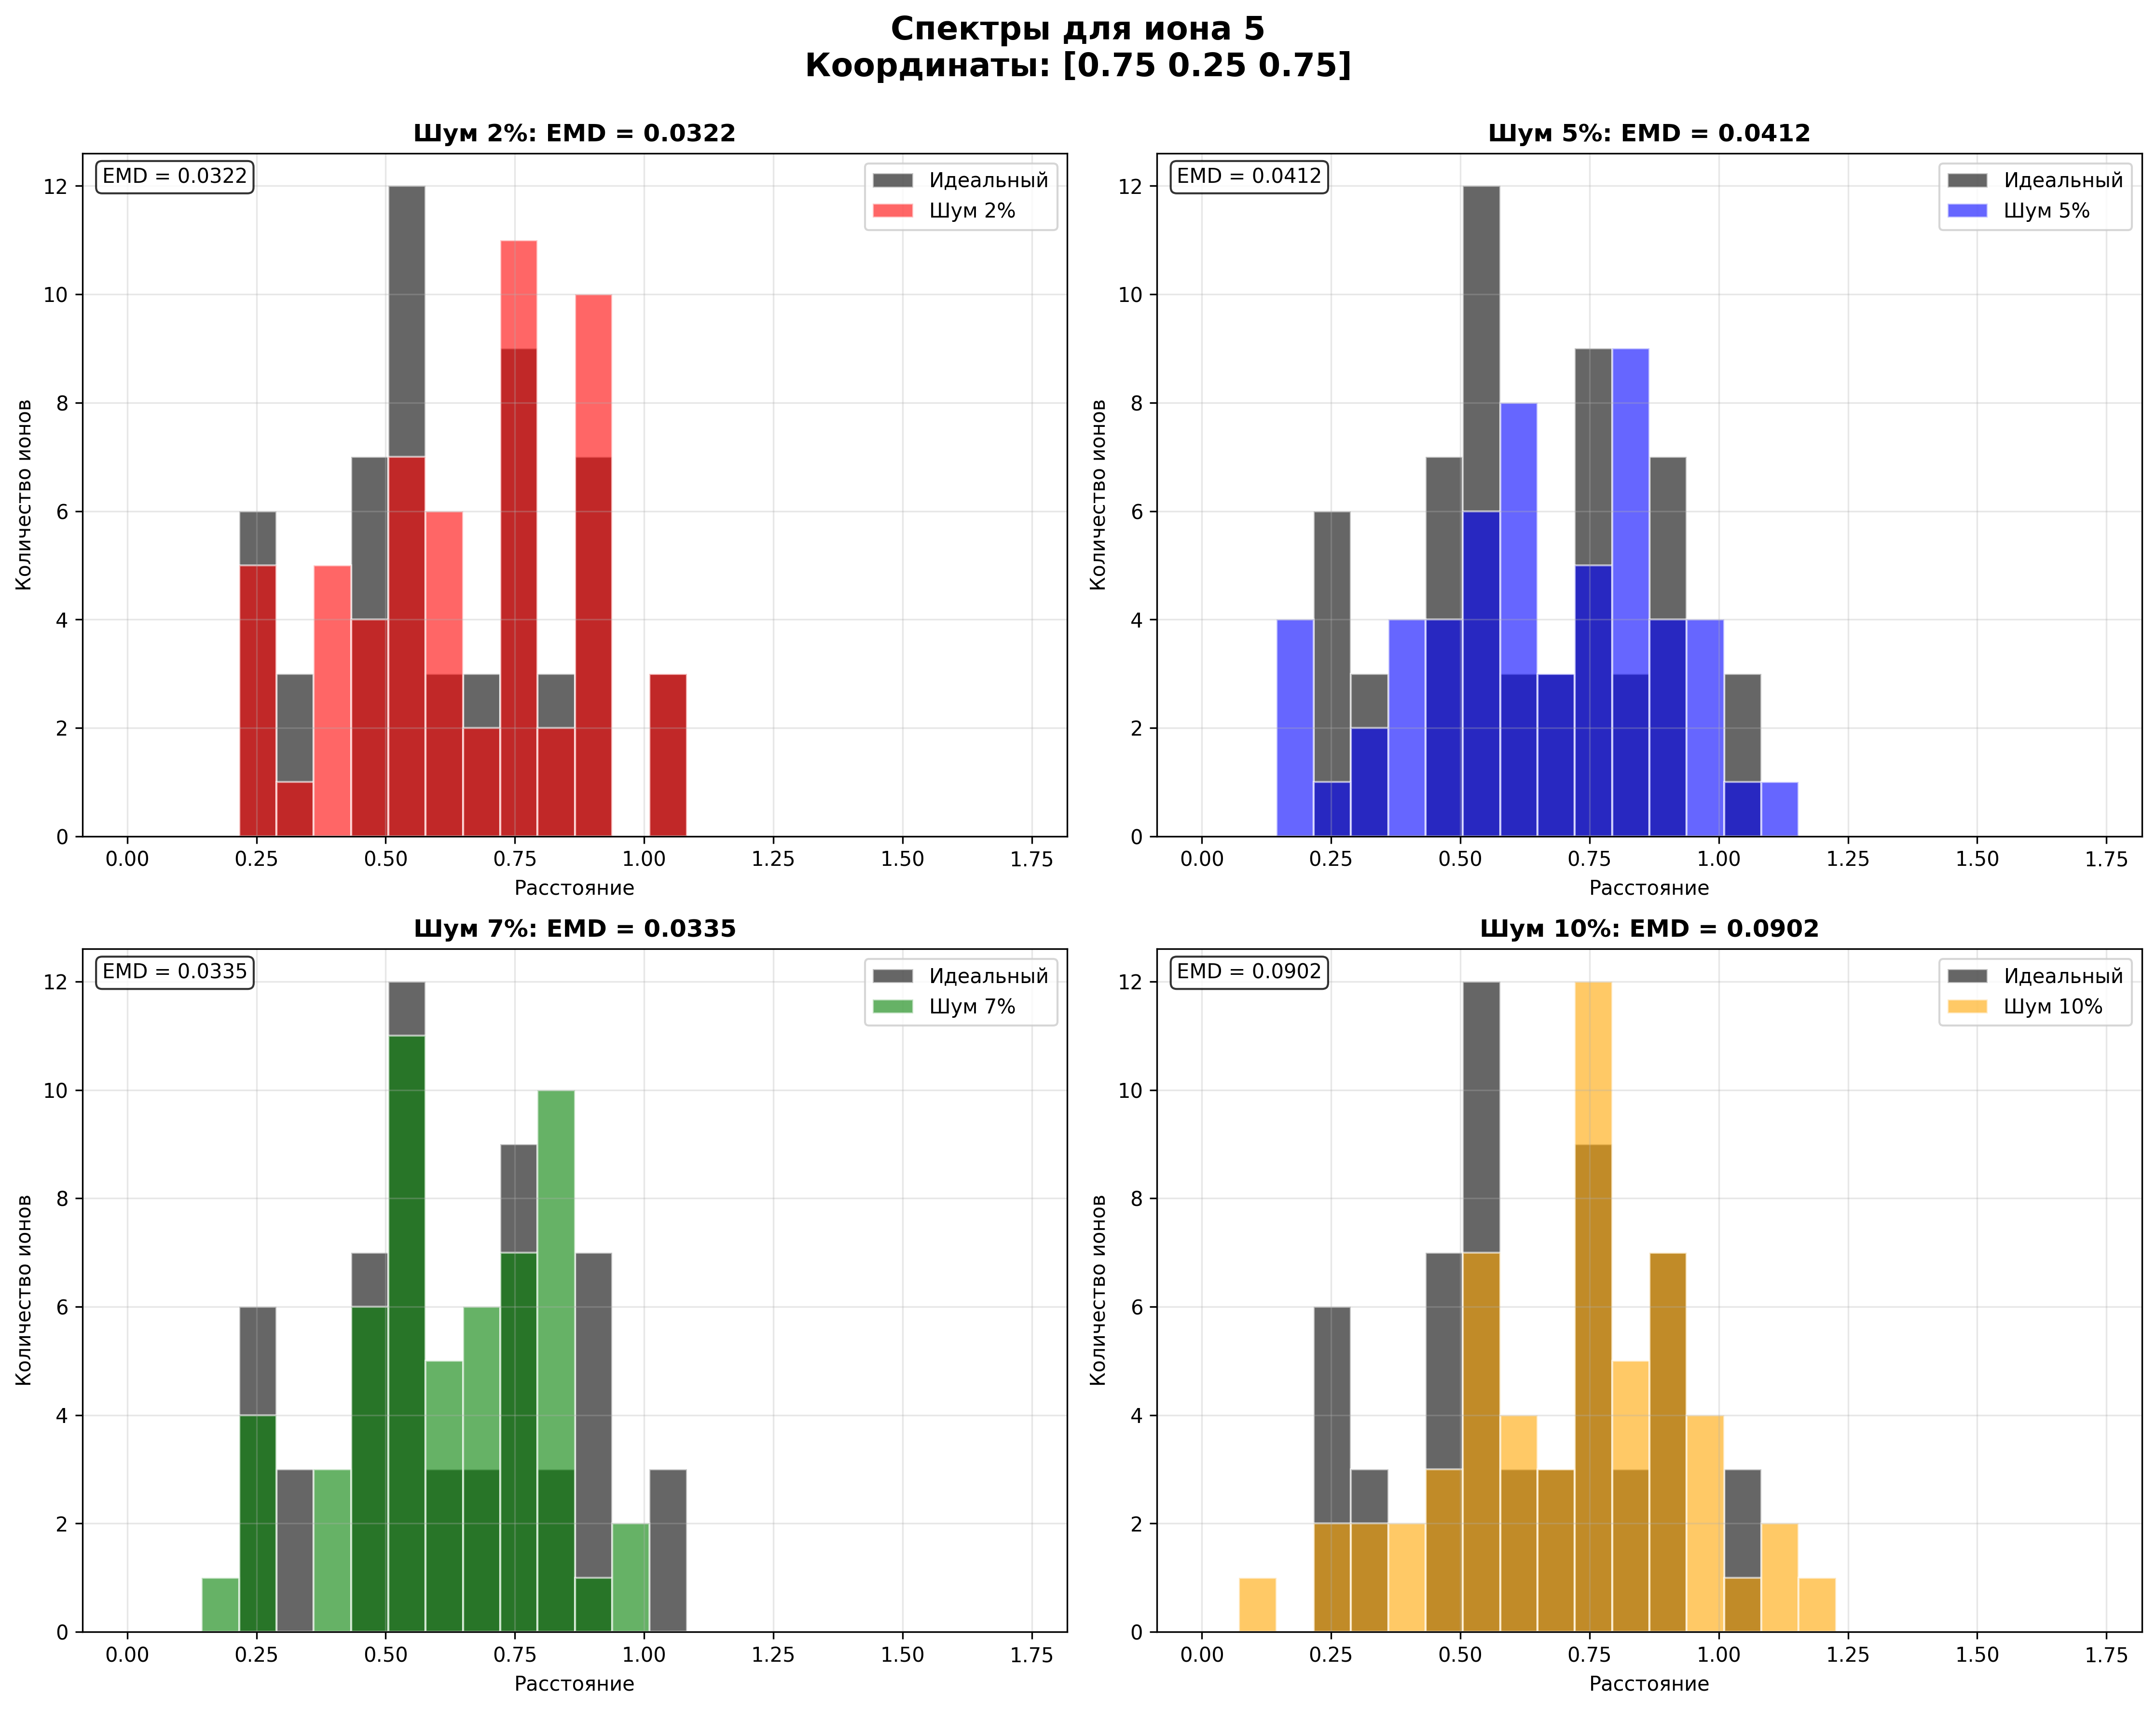 Спектры для иона 5
Координаты: [0.75 0.25 0.75]
Шум 2%: EMD = 0.0322
EMD = 0.0322
Идеальный
Шум 2%
Количество ионов
12
10
8
6
4
2
0
0.00 0.25 0.50 0.75 1.00 1.25 1.50 1.75
Расстояние
Шум 5%: EMD = 0.0412
EMD = 0.0412
Идеальный
Шум 5%
Количество ионов
12
10
8
6
4
2
0
0.00 0.25 0.50 0.75 1.00 1.25 1.50 1.75
Расстояние
Шум 7%: EMD = 0.0335
EMD = 0.0335
Идеальный
Шум 7%
Количество ионов
12
10
8
6
4
2
0
0.00 0.25 0.50 0.75 1.00 1.25 1.50 1.75
Расстояние
Шум 10%: EMD = 0.0902
EMD = 0.0902
Идеальный
Шум 10%
Количество ионов
12
10
8
6
4
2
0
0.00 0.25 0.50 0.75 1.00 1.25 1.50 1.75
Расстояние